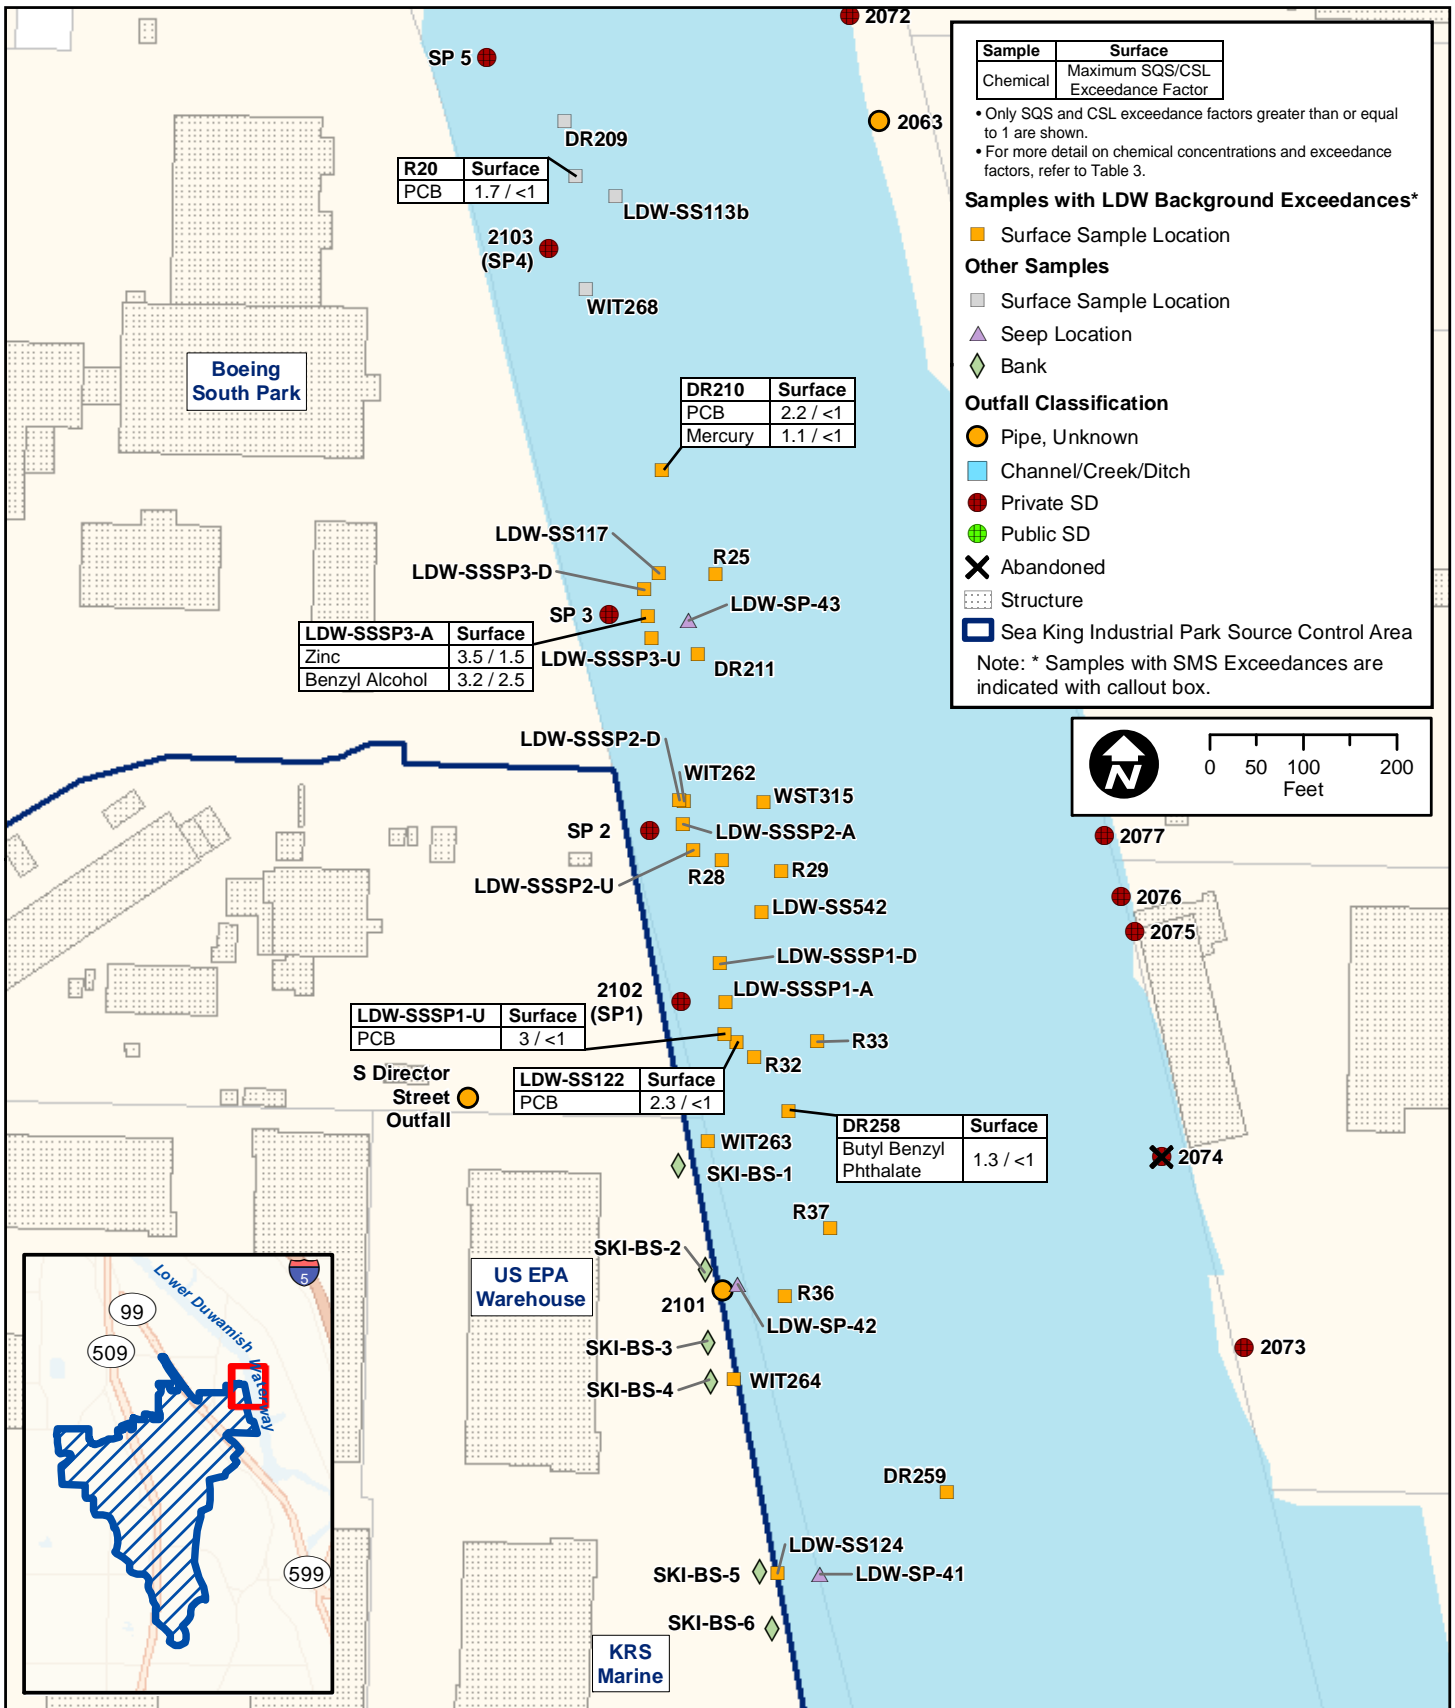 2072
SP 5
2063
DR209
R20 Surface
PCB 1.7 / <1
LDW-SS113b
2103
(SP4)
WIT268
Boeing
South Park
DR210 Surface
PCB 2.2 / <1
Mercury 1.1 / <1
LDW-SS117
R25
LDW-SSSP3-D
LDW-SP-43
SP 3
LDW-SSSP3-A Surface
Zinc 3.5 / 1.5
Benzyl Alcohol 3.2 / 2.5
LDW-SSSP3-U
DR211
Sample Surface
Chemical Maximum SQS/CSL
Exceedance Factor
• Only SQS and CSL exceedance factors greater than or equal
to 1 are shown.
• For more detail on chemical concentrations and exceedance
factors, refer to Table 3.
Samples with LDW Background Exceedances*
Surface Sample Location
Other Samples
Surface Sample Location
Seep Location
Bank
Outfall Classification
Pipe, Unknown
Channel/Creek/Ditch
Private SD
Public SD
Abandoned
Structure
Sea King Industrial Park Source Control Area
Note: * Samples with SMS Exceedances are
indicated with callout box.
N
0 50 100 200
Feet
LDW-SSSP2-D
WIT262
WST315
SP 2
LDW-SSSP2-A
2077
R28
R29
LDW-SSSP2-U
2076
LDW-SS542
2075
LDW-SSSP1-D
2102
(SP1)
LDW-SSSP1-A
LDW-SSSP1-U Surface
PCB 3 / <1
R33
R32
S Director
Street
Outfall
LDW-SS122 Surface
PCB 2.3 / <1
DR258 Surface
Butyl Benzyl
Phthalate 1.3 / <1
WIT263
2074
SKI-BS-1
R37
SKI-BS-2
US EPA
Warehouse
2101
R36
LDW-SP-42
SKI-BS-3
2073
WIT264
SKI-BS-4
DR259
LDW-SS124
SKI-BS-5
LDW-SP-41
SKI-BS-6
KRS
Marine
Lower Duwamish Waterway
5
99
509
599